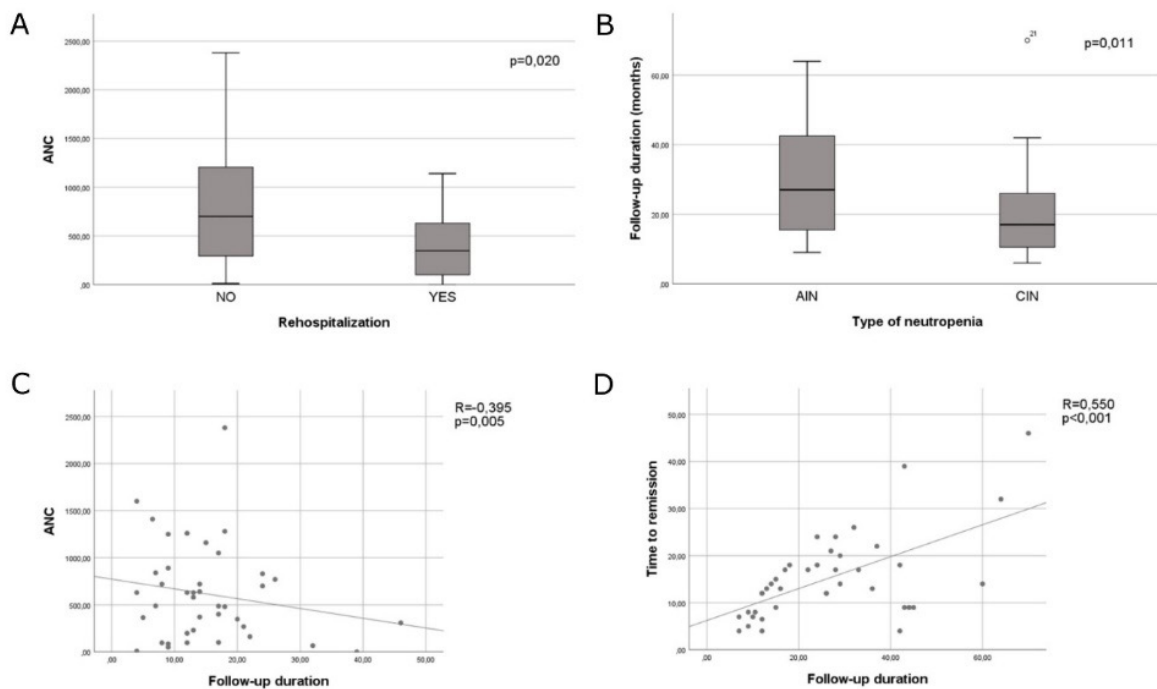 A
2500,00
2000,00
1500,00
1000,00
500,00
,00
ANC
p=0,020
NO
YES
Rehospitalization
B
60,00
40,00
20,00
,00
Follow-up duration (months)
21
p=0,011
AIN
CIN
Type of neutropenia
C
R=-0,395
p=0,005
2500,00
2000,00
1500,00
1000,00
500,00
,00
ANC
,00
10,00
20,00
30,00
40,00
50,00
Follow-up duration
D
R=0,550
p<0,001
50,00
40,00
30,00
20,00
10,00
,00
Time to remission
,00
20,00
40,00
60,00
Follow-up duration